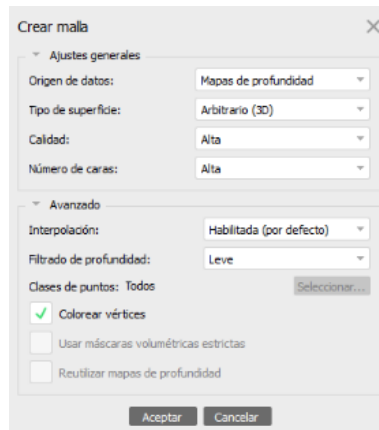 Crear malla
Ajustes generales
Origen de datos: Mapas de profundidad
Tipo de superficie: Arbitrario (3D)
Calidad: Alta
Número de caras: Alta
Avanzado
Interpolación: Habilitada (por defecto)
Filtrado de profundidad: Leve
Clases de puntos: Todos Seleccionar...
Colorear vértices
Usar máscaras volumétricas estrictas
Reutilizar mapas de profundidad
Aceptar Cancelar